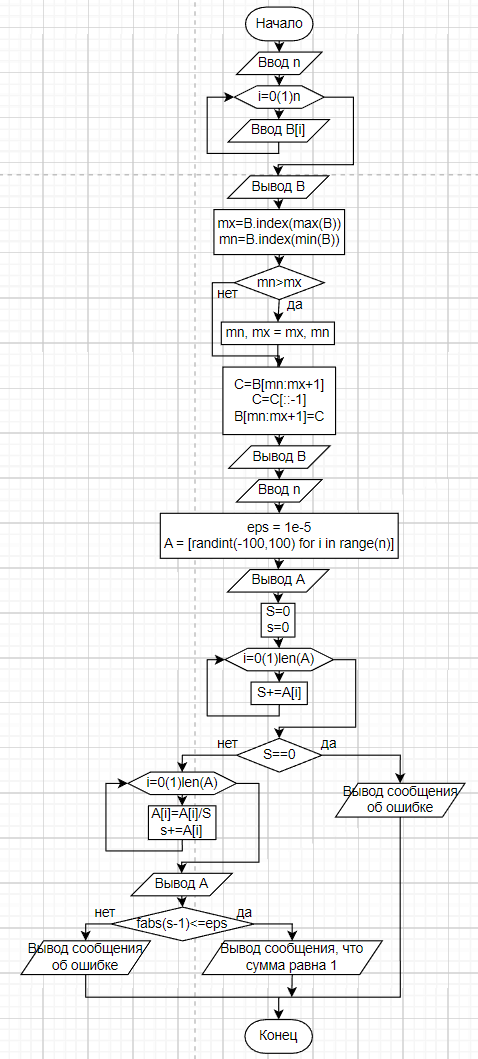 Начало
Ввод n
i=0(1)n
Ввод B[i]
Вывод B
mx=B.index(max(B))
mn=B.index(min(B))
mn>mx
нет
да
mn, mx = mx, mn
C=B[mn:mx+1]
C=C[::-1]
B[mn:mx+1]=C
Вывод B
Ввод n
eps = 1e-5
A = [randint(-100,100) for i in range(n)]
Вывод A
S=0
s=0
i=0(1)len(A)
S+=A[i]
нет
да
S==0
i=0(1)len(A)
A[i]=A[i]/S
s+=A[i]
Вывод сообщения
об ошибке
Вывод A
нет
да
fabs(s-1)<=eps
Вывод сообщения
об ошибке
Вывод сообщения, что
сумма равна 1
Конец